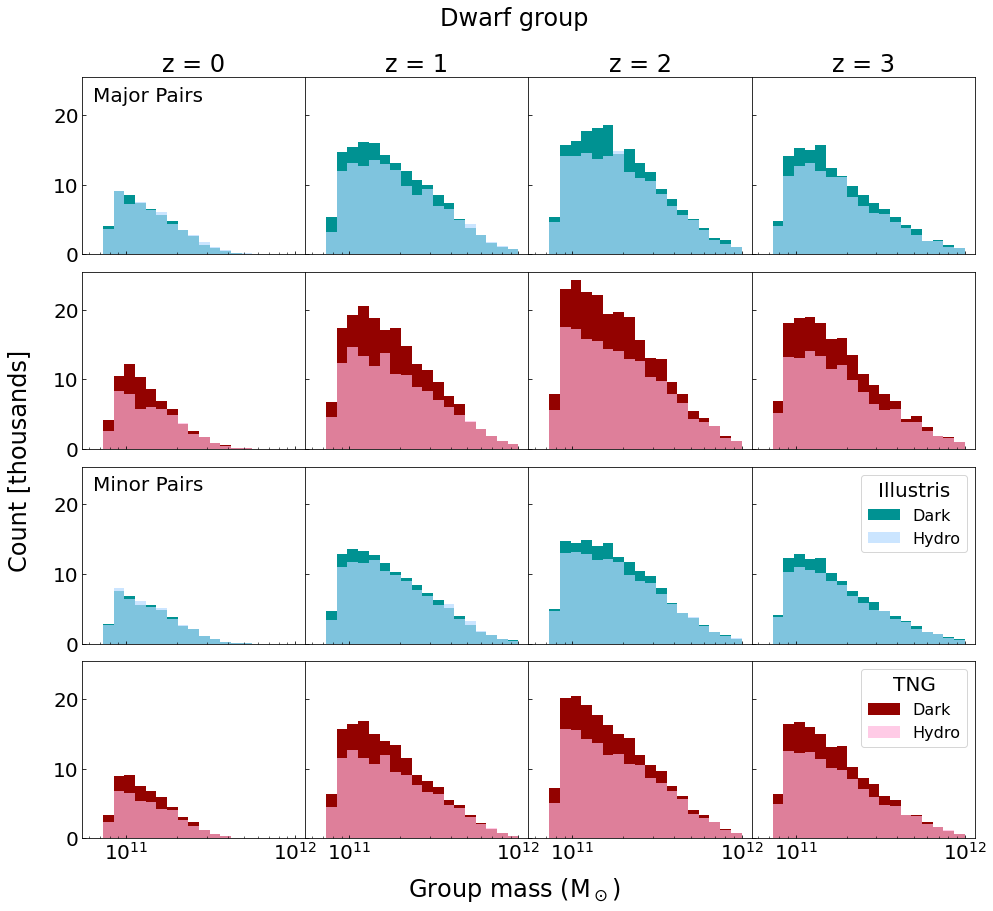 Dwarf group
z = 0 z = 1 z = 2 z = 3
Major Pairs
20
10
0
20
10
0
Count [thousands]
Minor Pairs
20
10
0
Illustris
Dark
Hydro
20
10
0
TNG
Dark
Hydro
10¹¹ 10¹² 10¹¹ 10¹² 10¹¹ 10¹² 10¹¹ 10¹²
Group mass (M_⊙)